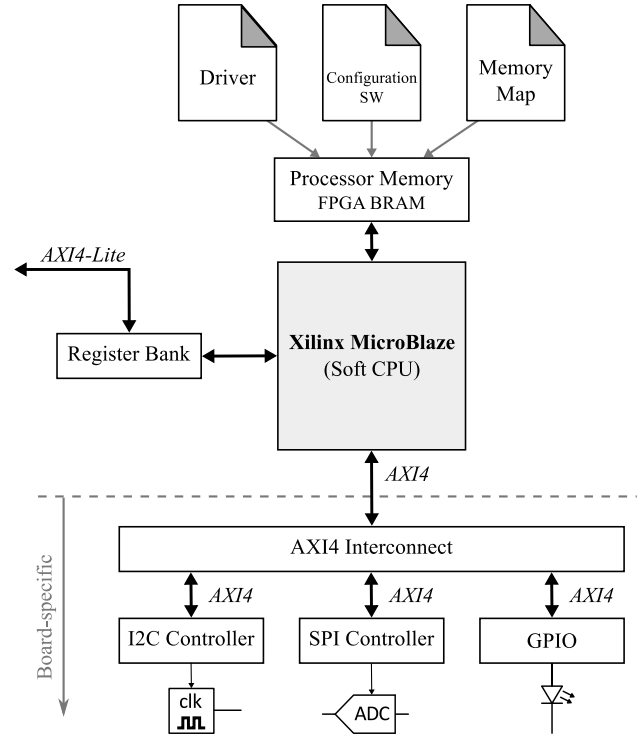 Driver
Configuration
SW
Memory
Map
Processor Memory
FPGA BRAM
AXI4-Lite
Register Bank
Xilinx MicroBlaze
(Soft CPU)
AXI4
Board-specific
AXI4 Interconnect
AXI4
AXI4
AXI4
I2C Controller
SPI Controller
GPIO
clk
ADC